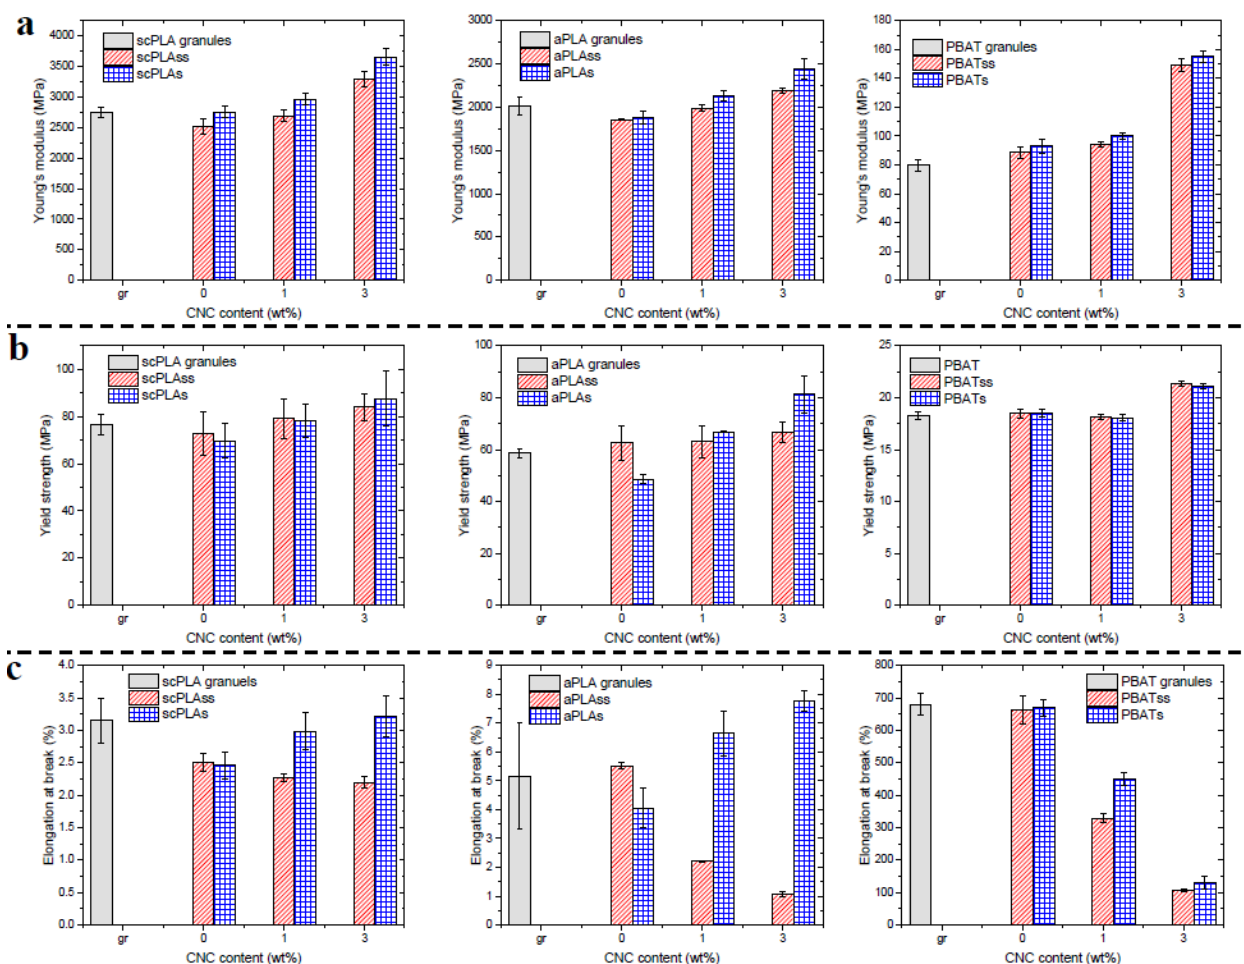 a
4000
3500
3000
2500
2000
1500
1000
500
0
Young's modulus (MPa)
scPLA granules
scPLAss
scPLAs
gr 0 1 3
CNC content (wt%)
3000
2500
2000
1500
1000
500
0
Young's modulus (MPa)
aPLA granules
aPLAss
aPLAs
gr 0 1 3
CNC content (wt%)
180
160
140
120
100
80
60
40
20
0
Young's modulus (MPa)
PBAT granules
PBATss
PBATs
gr 0 1 3
CNC content (wt%)
b
100
80
60
40
20
0
Yield strength (MPa)
scPLA granules
scPLAss
scPLAs
gr 0 1 3
CNC content (wt%)
100
80
60
40
20
0
Yield strength (MPa)
aPLA granules
aPLAss
aPLAs
gr 0 1 3
CNC content (wt%)
25
20
15
10
5
0
Yield strength (MPa)
PBAT
PBATss
PBATs
gr 0 1 3
CNC content (wt%)
c
4.0
3.5
3.0
2.5
2.0
1.5
1.0
0.5
0.0
Elongation at break (%)
scPLA granuels
scPLAss
scPLAs
gr 0 1 3
CNC content (wt%)
9
8
7
6
5
4
3
2
1
0
Elongation at break (%)
aPLA granules
aPLAss
aPLAs
gr 0 1 3
CNC content (wt%)
800
700
600
500
400
300
200
100
0
Elongation at break (%)
PBAT granules
PBATss
PBATs
gr 0 1 3
CNC content (wt%)